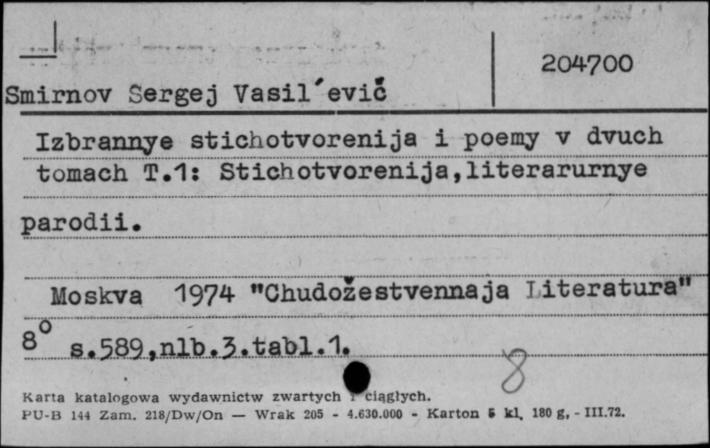 204700
Smirnov Sergej Vasil´evič
Izbrannye stichotvorenija i poemy v dvuch
tomach T.1: Stichotvorenija,literarurnye
parodii.
Moskva 1974 "Chudožestvennaja Literatura"
8° s.589,nlb.3.tabl.1.
8
Karta katalogowa wydawnictw zwartych i ciągłych.
PU-B 144 Zam. 218/Dw/On — Wrak 205 - 4.630.000 - Karton 5 kl. 180 g, - III.72.